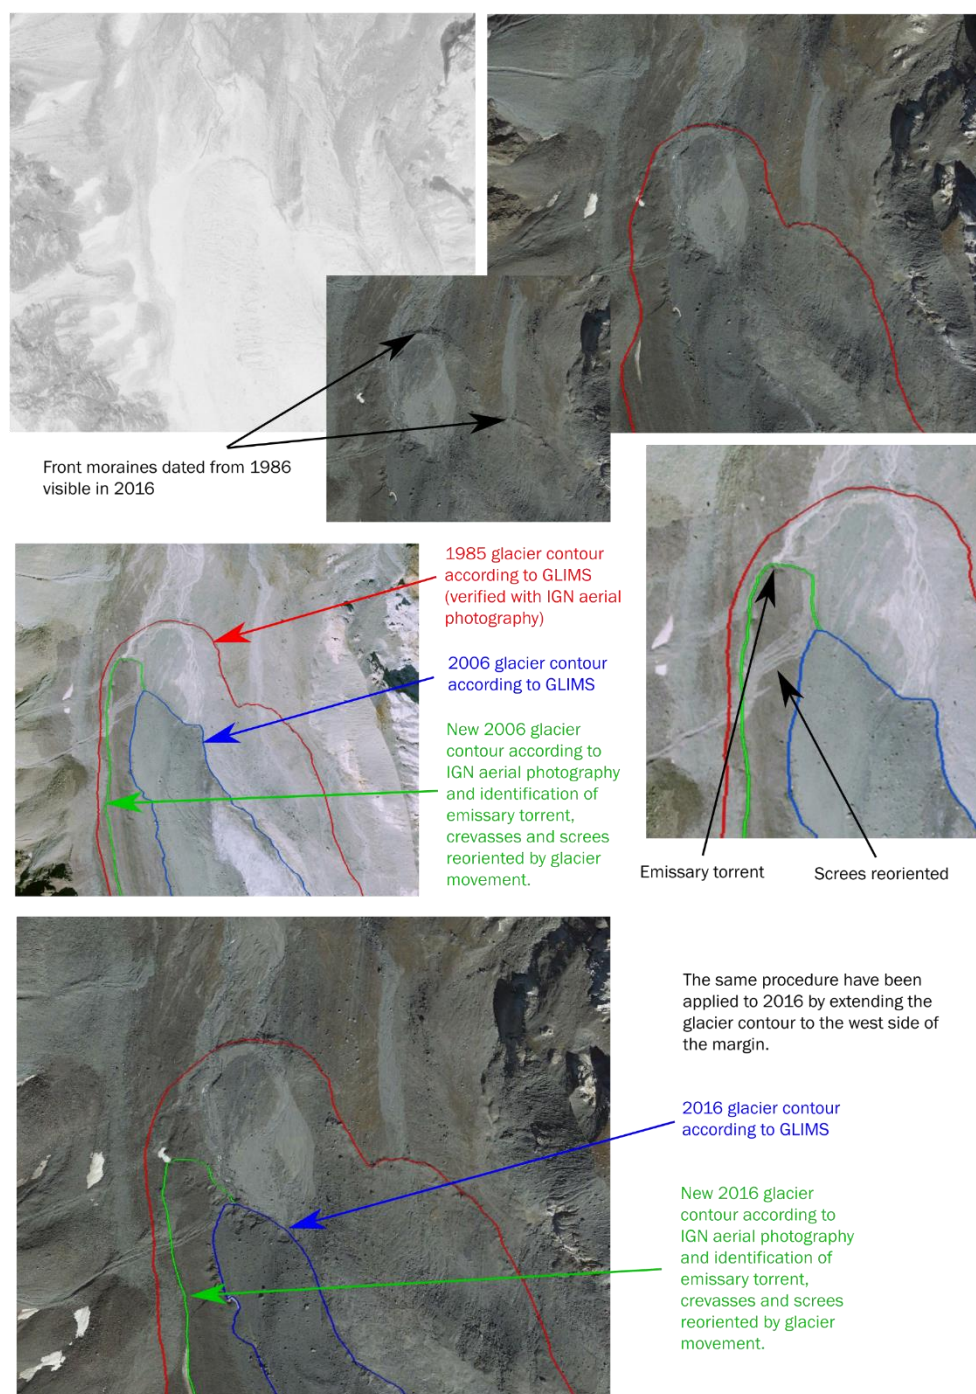 Front moraines dated from 1986
visible in 2016
1985 glacier contour
according to GLIMS
(verified with IGN aerial
photography)
2006 glacier contour
according to GLIMS
New 2006 glacier
contour according to
IGN aerial photography
and identification of
emissary torrent,
crevasses and screes
reoriented by glacier
movement.
Emissary torrent
Screes reoriented
The same procedure have been
applied to 2016 by extending the
glacier contour to the west side of
the margin.
2016 glacier contour
according to GLIMS
New 2016 glacier
contour according to
IGN aerial photography
and identification of
emissary torrent,
crevasses and screes
reoriented by glacier
movement.